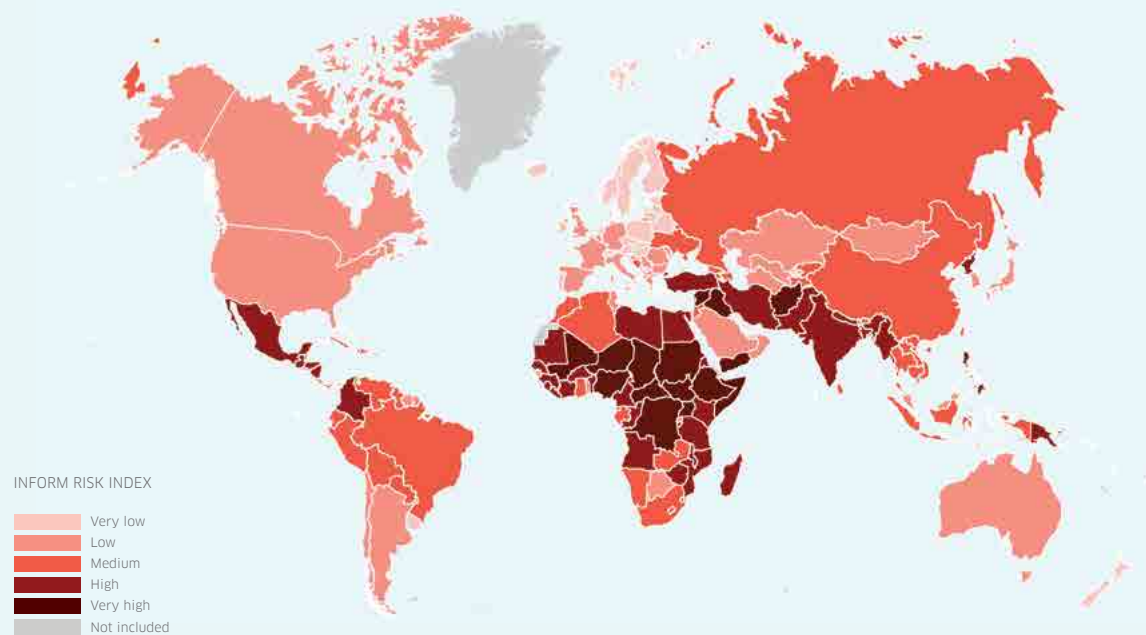 INFORM RISK INDEX
Very low
Low
Medium
High
Very high
Not included